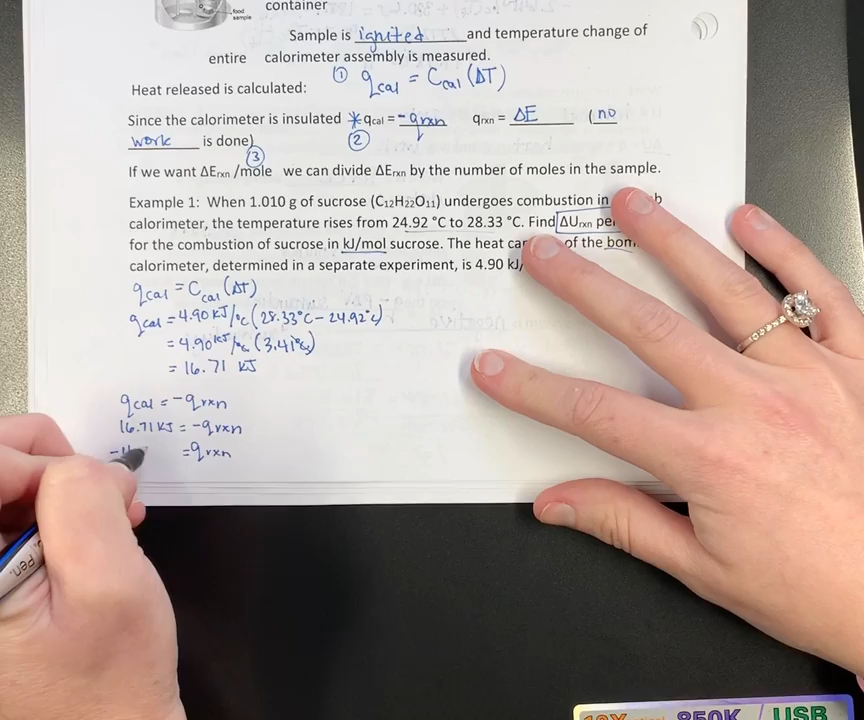 food
sample
container
Sample is ignited and temperature change of
entire calorimeter assembly is measured.
Heat released is calculated: ① qcal = Ccal (ΔT)
Since the calorimeter is insulated * qcal = -qrxn qrxn = ΔE (no
② work is done)
③
If we want ΔErxn /mole we can divide ΔErxn by the number of moles in the sample.
Example 1: When 1.010 g of sucrose (C12H22O11) undergoes combustion in
calorimeter, the temperature rises from 24.92 °C to 28.33 °C. Find ΔUrxn
for the combustion of sucrose in kJ/mol sucrose. The heat of the
calorimeter, determined in a separate experiment, is 4.90 kJ/
qcal = Ccal (ΔT)
qcal = 4.90 kJ/°C (28.33°C - 24.92°C)
= 4.90 kJ/°C (3.41°C)
= 16.71 kJ
qcal = -qrxn
16.71 kJ = -qrxn
= qrxn
Pen.
850K / USB